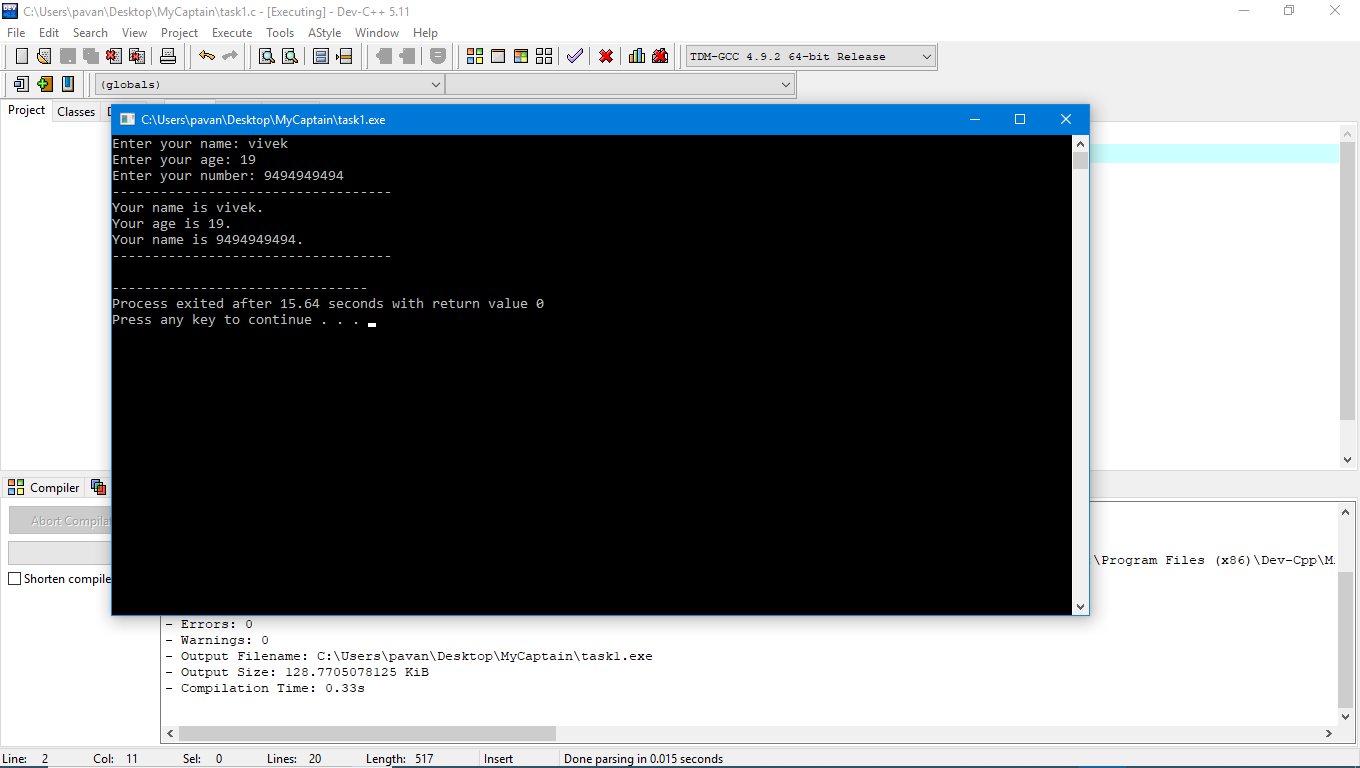 C:\Users\pavan\Desktop\MyCaptain\task1.c - [Executing] - Dev-C++ 5.11
File Edit Search View Project Execute Tools AStyle Window Help
TDM-GCC 4.9.2 64-bit Release
(globals)
Project Classes
C:\Users\pavan\Desktop\MyCaptain\task1.exe
Enter your name: vivek
Enter your age: 19
Enter your number: 9494949494
-----------------------------------
Your name is vivek.
Your age is 19.
Your name is 9494949494.
-----------------------------------
--------------------------------
Process exited after 15.64 seconds with return value 0
Press any key to continue . . .
Compiler
Abort Compila
Shorten compile
\Program Files (x86)\Dev-Cpp\M
- Errors: 0
- Warnings: 0
- Output Filename: C:\Users\pavan\Desktop\MyCaptain\task1.exe
- Output Size: 128.7705078125 KiB
- Compilation Time: 0.33s
Line: 2 Col: 11 Sel: 0 Lines: 20 Length: 517 Insert Done parsing in 0.015 seconds